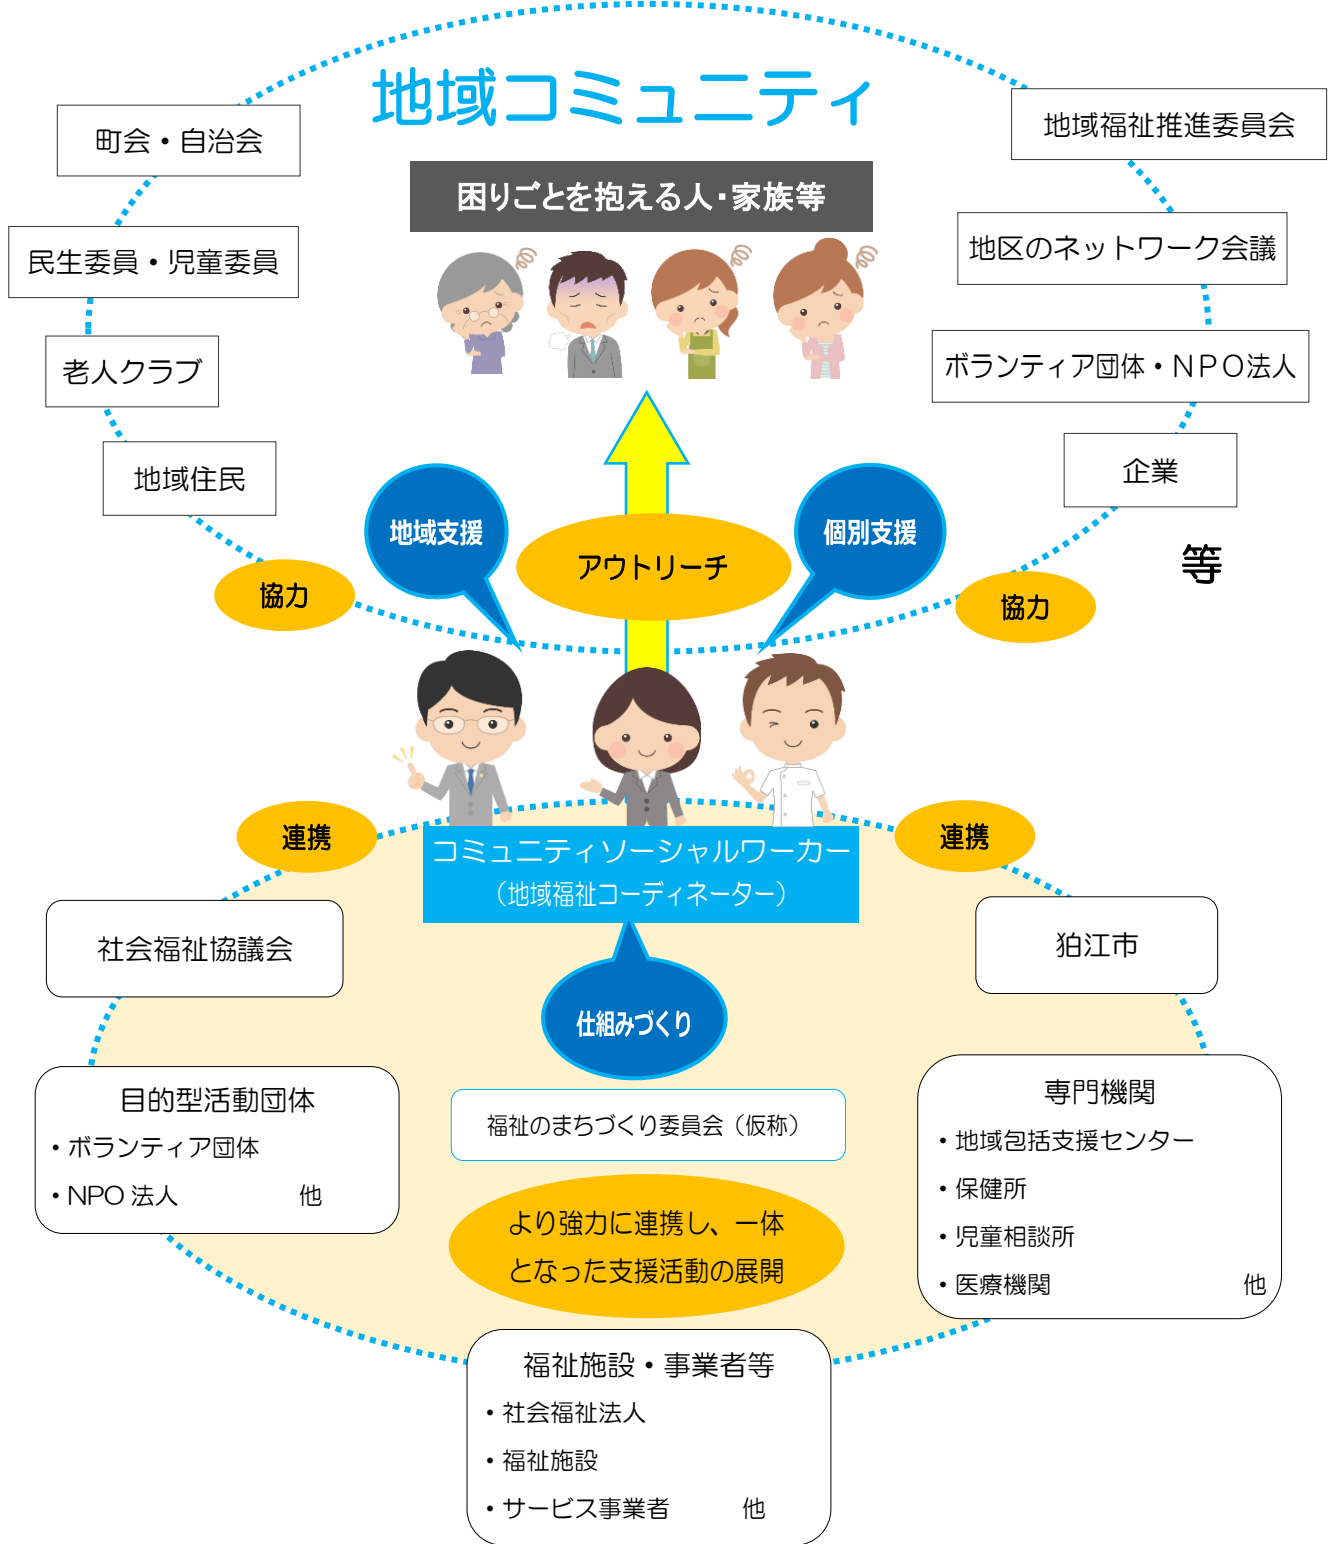 地域コミュニティ
町会・自治会
地域福祉推進委員会
困りごとを抱える人・家族等
民生委員・児童委員
地区のネットワーク会議
老人クラブ
ボランティア団体・NPO法人
地域住民
企業
地域支援
アウトリーチ
個別支援
等
協力
協力
連携
連携
コミュニティソーシャルワーカー
（地域福祉コーディネーター）
社会福祉協議会
狛江市
仕組みづくり
目的型活動団体
・ボランティア団体
・NPO 法人 他
福祉のまちづくり委員会（仮称）
専門機関
・地域包括支援センター
・保健所
・児童相談所
・医療機関 他
より強力に連携し、一体
となった支援活動の展開
福祉施設・事業者等
・社会福祉法人
・福祉施設
・サービス事業者 他